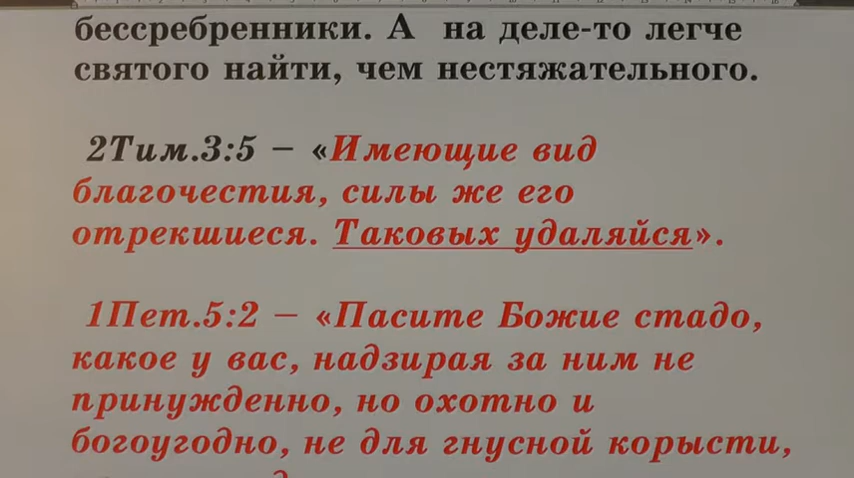 бессребренники. А на деле-то легче
святого найти, чем нестяжательного.
2Тим.3:5 – «Имеющие вид
благочестия, силы же его
отрекшиеся. Таковых удаляйся».
1Пет.5:2 – «Пасите Божие стадо,
какое у вас, надзирая за ним не
принужденно, но охотно и
богоугодно, не для гнусной корысти,